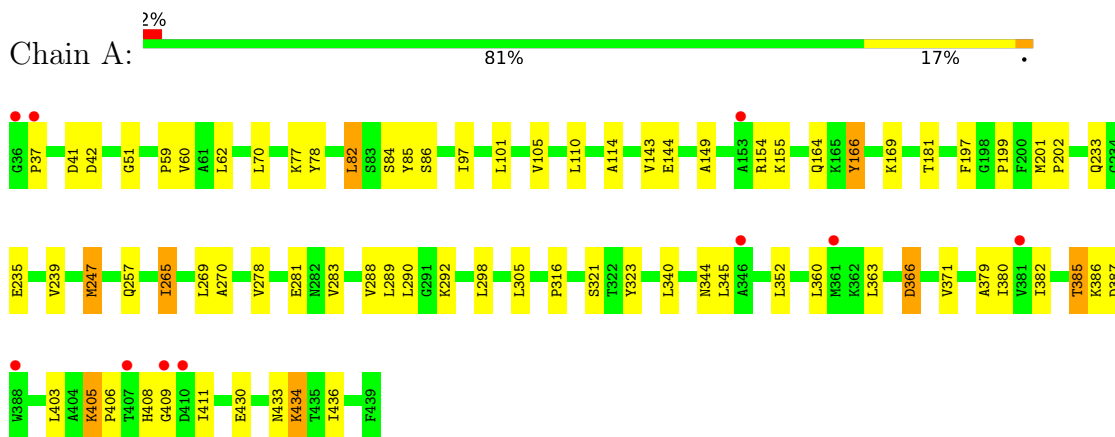 2%
Chain A:
81% 17% •
G36 P37 D41 D42 G51 P59 V60 A61 L62 L70 K77 Y78 L82 S83 S84 Y85 S86 I97 L101 V105 L110 A114 V143 E144 A149 A153 R154 K155 Q164 K165 Y166 K169 T181 F197 G198 P199 F200 M201 P202 Q233 G234
E235 V239 M247 Q257 I265 L269 A270 V278 E281 N282 V283 V288 L289 L290 G291 K292 L298 L305 P316 S321 T322 Y323 L340 N344 L345 A346 L352 L360 M361 K362 L363 D366 V371 A379 I380 V381 I382 T385 K386 D387
W388 L403 A404 K405 P406 T407 H408 G409 D410 I411 E430 N433 K434 T435 I436 F439